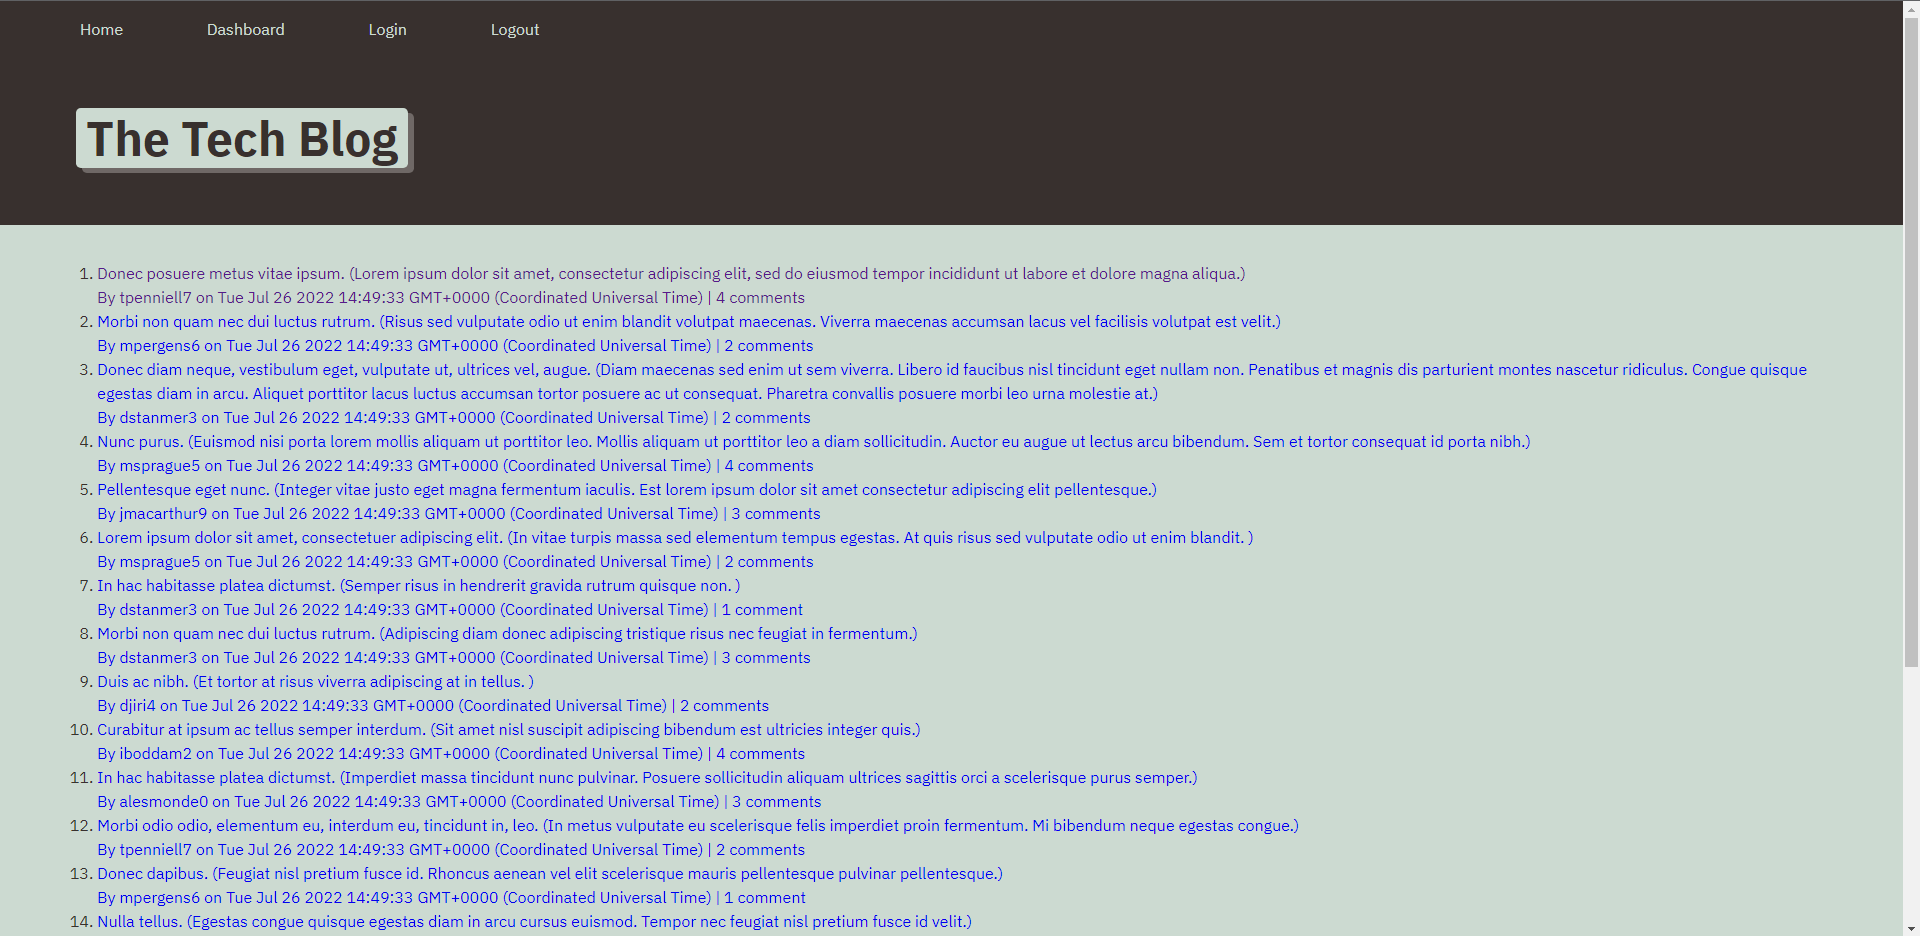 Home Dashboard Login Logout
The Tech Blog
1. Donec posuere metus vitae ipsum. (Lorem ipsum dolor sit amet, consectetur adipiscing elit, sed do eiusmod tempor incididunt ut labore et dolore magna aliqua.)
By tpenniell7 on Tue Jul 26 2022 14:49:33 GMT+0000 (Coordinated Universal Time) | 4 comments
2. Morbi non quam nec dui luctus rutrum. (Risus sed vulputate odio ut enim blandit volutpat maecenas. Viverra maecenas accumsan lacus vel facilisis volutpat est velit.)
By mpergens6 on Tue Jul 26 2022 14:49:33 GMT+0000 (Coordinated Universal Time) | 2 comments
3. Donec diam neque, vestibulum eget, vulputate ut, ultrices vel, augue. (Diam maecenas sed enim ut sem viverra. Libero id faucibus nisl tincidunt eget nullam non. Penatibus et magnis dis parturient montes nascetur ridiculus. Congue quisque
egestas diam in arcu. Aliquet porttitor lacus luctus accumsan tortor posuere ac ut consequat. Pharetra convallis posuere morbi leo urna molestie at.)
By dstanmer3 on Tue Jul 26 2022 14:49:33 GMT+0000 (Coordinated Universal Time) | 2 comments
4. Nunc purus. (Euismod nisi porta lorem mollis aliquam ut porttitor leo. Mollis aliquam ut porttitor leo a diam sollicitudin. Auctor eu augue ut lectus arcu bibendum. Sem et tortor consequat id porta nibh.)
By msprague5 on Tue Jul 26 2022 14:49:33 GMT+0000 (Coordinated Universal Time) | 4 comments
5. Pellentesque eget nunc. (Integer vitae justo eget magna fermentum iaculis. Est lorem ipsum dolor sit amet consectetur adipiscing elit pellentesque.)
By jmacarthur9 on Tue Jul 26 2022 14:49:33 GMT+0000 (Coordinated Universal Time) | 3 comments
6. Lorem ipsum dolor sit amet, consectetuer adipiscing elit. (In vitae turpis massa sed elementum tempus egestas. At quis risus sed vulputate odio ut enim blandit. )
By msprague5 on Tue Jul 26 2022 14:49:33 GMT+0000 (Coordinated Universal Time) | 2 comments
7. In hac habitasse platea dictumst. (Semper risus in hendrerit gravida rutrum quisque non. )
By dstanmer3 on Tue Jul 26 2022 14:49:33 GMT+0000 (Coordinated Universal Time) | 1 comment
8. Morbi non quam nec dui luctus rutrum. (Adipiscing diam donec adipiscing tristique risus nec feugiat in fermentum.)
By dstanmer3 on Tue Jul 26 2022 14:49:33 GMT+0000 (Coordinated Universal Time) | 3 comments
9. Duis ac nibh. (Et tortor at risus viverra adipiscing at in tellus. )
By djiri4 on Tue Jul 26 2022 14:49:33 GMT+0000 (Coordinated Universal Time) | 2 comments
10. Curabitur at ipsum ac tellus semper interdum. (Sit amet nisl suscipit adipiscing bibendum est ultricies integer quis.)
By iboddam2 on Tue Jul 26 2022 14:49:33 GMT+0000 (Coordinated Universal Time) | 4 comments
11. In hac habitasse platea dictumst. (Imperdiet massa tincidunt nunc pulvinar. Posuere sollicitudin aliquam ultrices sagittis orci a scelerisque purus semper.)
By alesmonde0 on Tue Jul 26 2022 14:49:33 GMT+0000 (Coordinated Universal Time) | 3 comments
12. Morbi odio odio, elementum eu, interdum eu, tincidunt in, leo. (In metus vulputate eu scelerisque felis imperdiet proin fermentum. Mi bibendum neque egestas congue.)
By tpenniell7 on Tue Jul 26 2022 14:49:33 GMT+0000 (Coordinated Universal Time) | 2 comments
13. Donec dapibus. (Feugiat nisl pretium fusce id. Rhoncus aenean vel elit scelerisque mauris pellentesque pulvinar pellentesque.)
By mpergens6 on Tue Jul 26 2022 14:49:33 GMT+0000 (Coordinated Universal Time) | 1 comment
14. Nulla tellus. (Egestas congue quisque egestas diam in arcu cursus euismod. Tempor nec feugiat nisl pretium fusce id velit.)